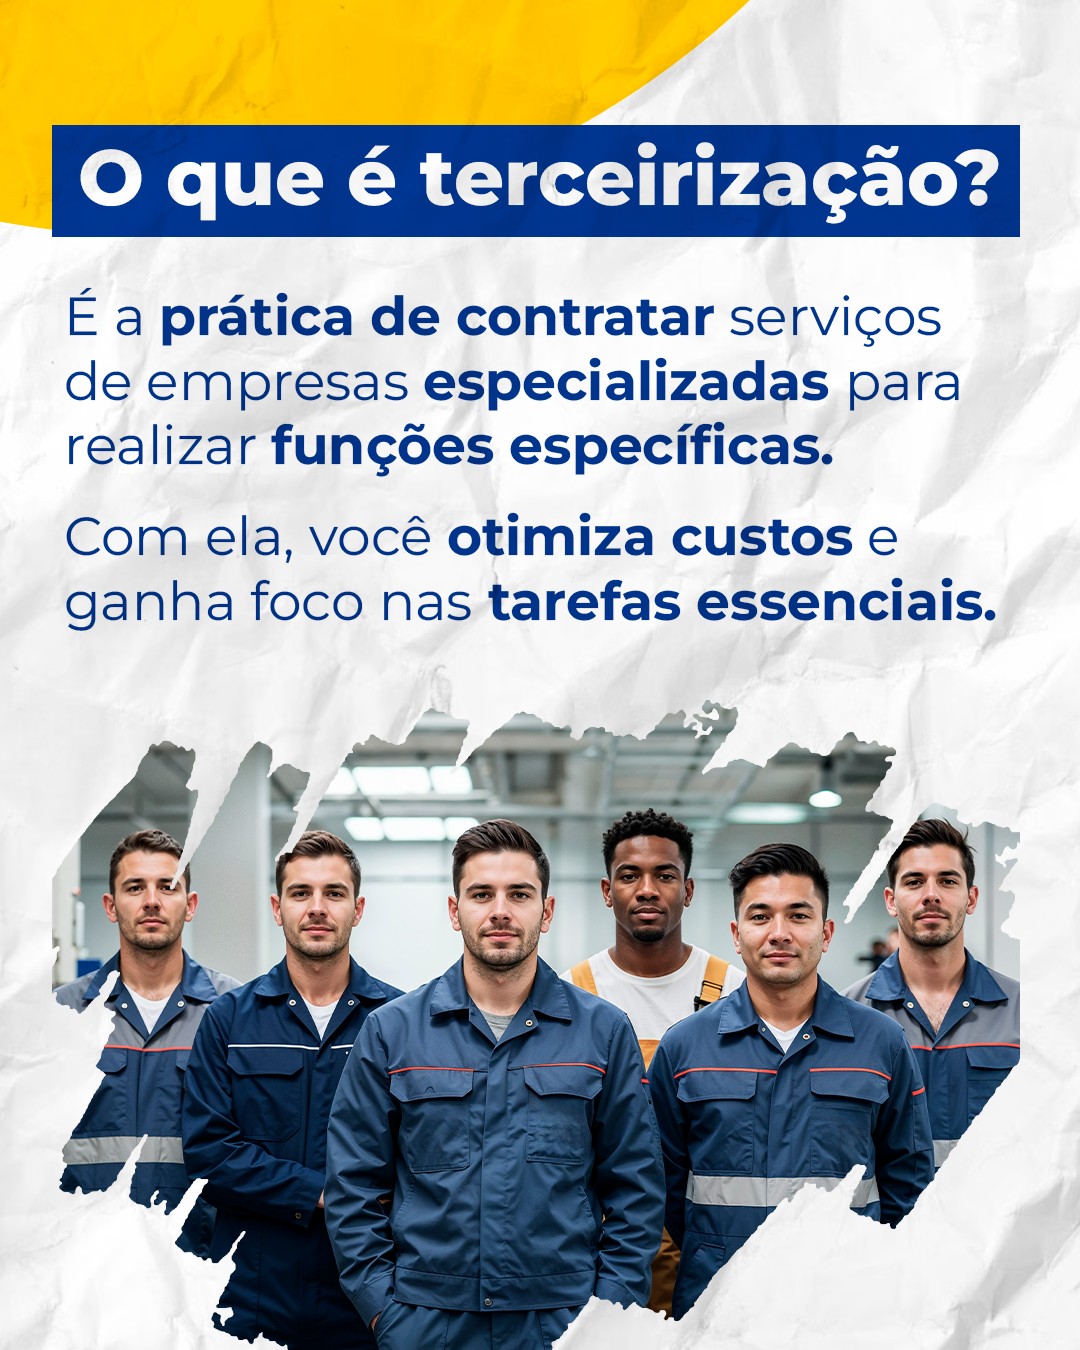 O que é terceirização?
É a prática de contratar serviços
de empresas especializadas para
realizar funções específicas.
Com ela, você otimiza custos e
ganha foco nas tarefas essenciais.